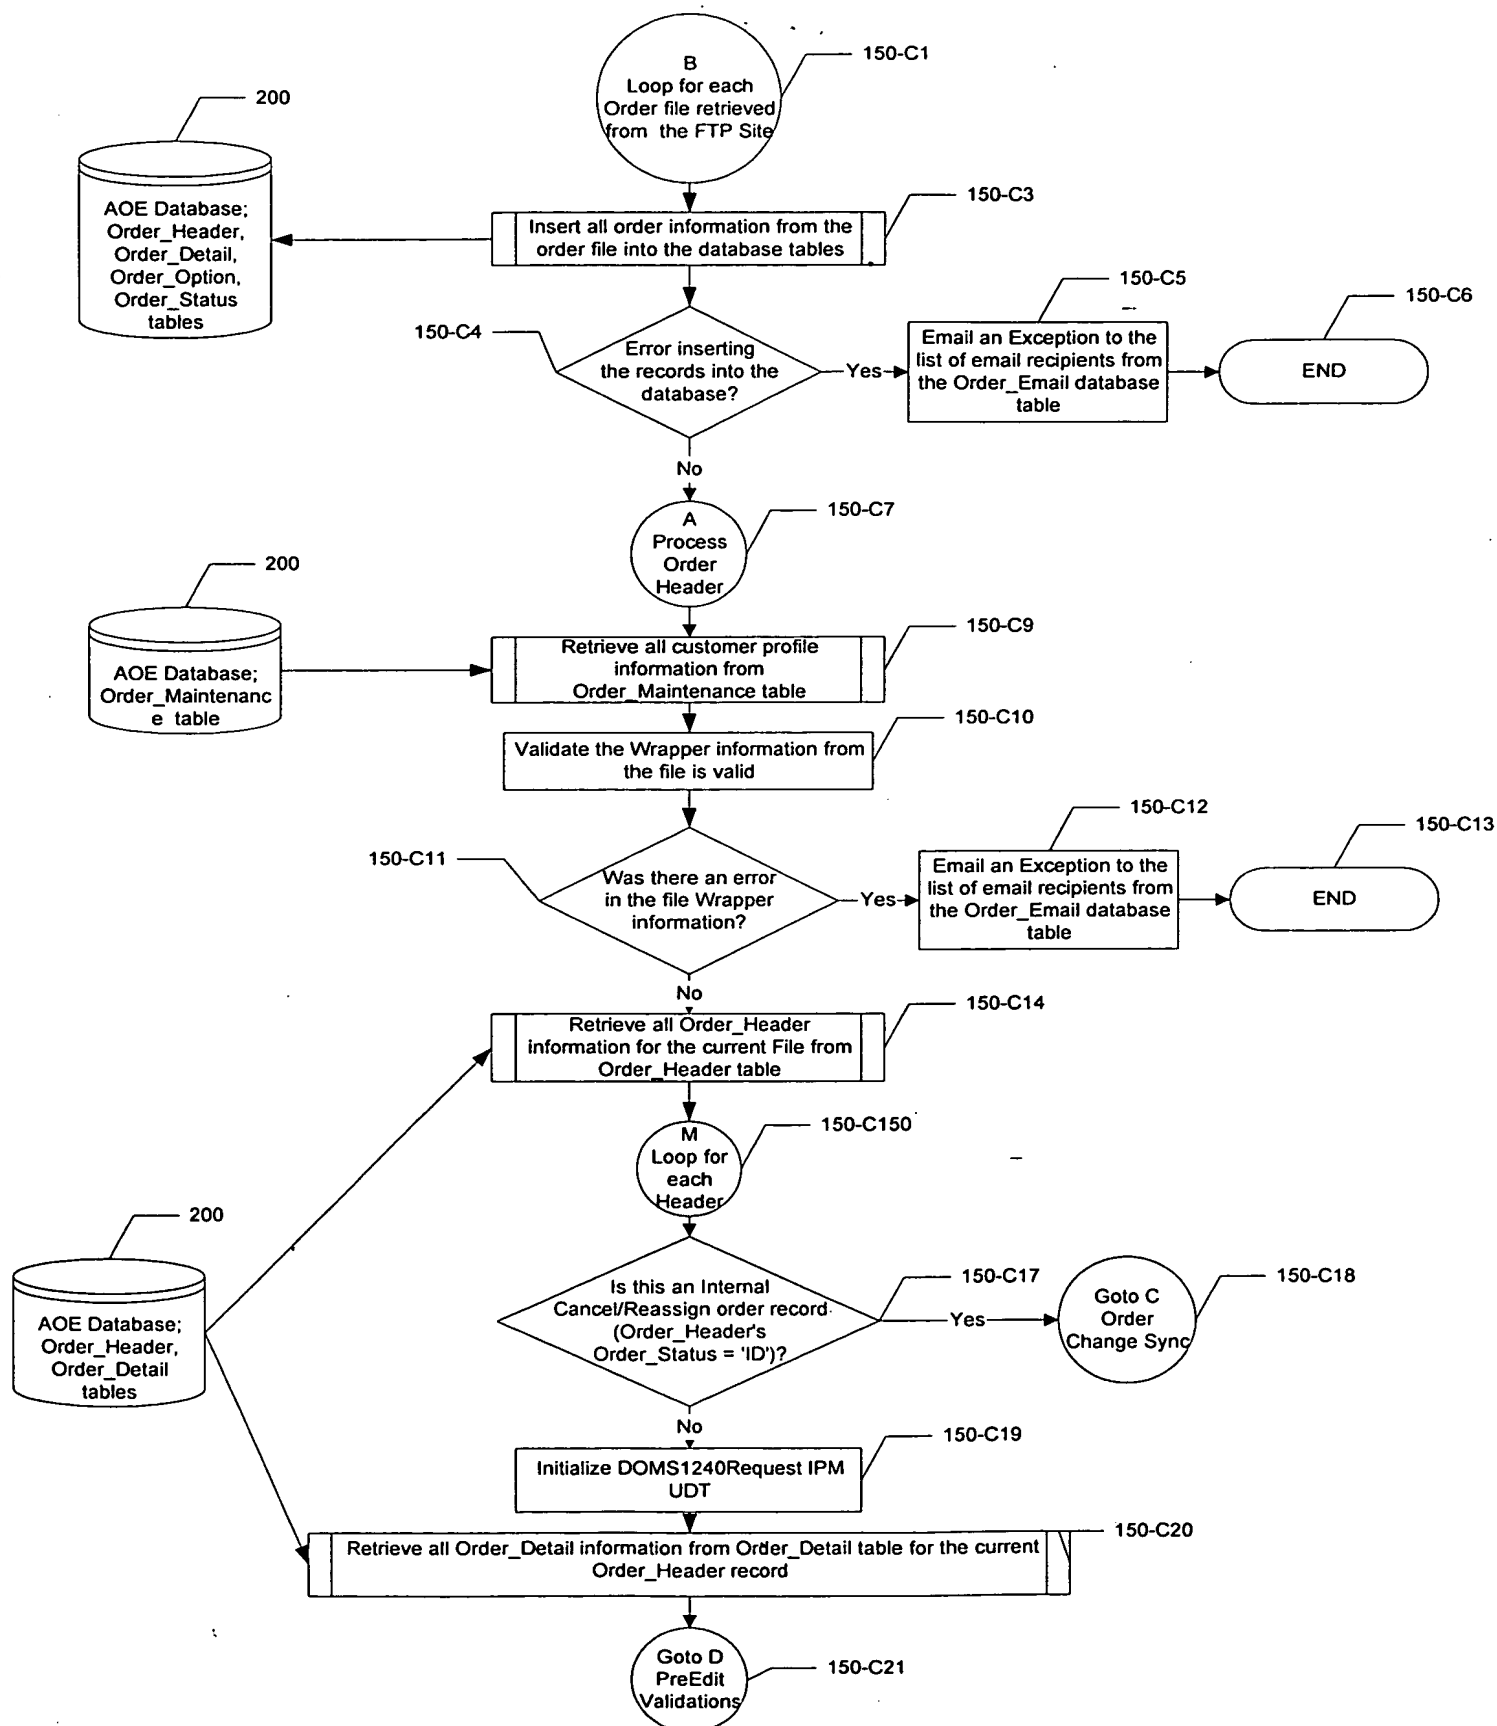 B
Loop for each
Order file retrieved
from the FTP Site
150-C1
200
AOE Database;
Order_Header,
Order_Detail,
Order_Option,
Order_Status
tables
Insert all order information from the
order file into the database tables
150-C3
150-C4
Error inserting
the records into the
database?
Yes
150-C5
Email an Exception to the
list of email recipients from
the Order_Email database
table
150-C6
END
No
A
Process
Order
Header
150-C7
200
AOE Database;
Order_Maintenanc
e table
Retrieve all customer profile
information from
Order_Maintenance table
150-C9
150-C10
Validate the Wrapper information from
the file is valid
150-C11
Was there an error
in the file Wrapper
information?
Yes
150-C12
Email an Exception to the
list of email recipients from
the Order_Email database
table
150-C13
END
No
150-C14
Retrieve all Order_Header
information for the current File from
Order_Header table
M
Loop for
each
Header
150-C150
200
AOE Database;
Order_Header,
Order_Detail
tables
Is this an Internal
Cancel/Reassign order record
(Order_Header's
Order_Status = 'ID')?
150-C17
Yes
Goto C
Order
Change Sync
150-C18
No
150-C19
Initialize DOMS1240Request IPM
UDT
150-C20
Retrieve all Order_Detail information from Order_Detail table for the current
Order_Header record
Goto D
PreEdit
Validations
150-C21